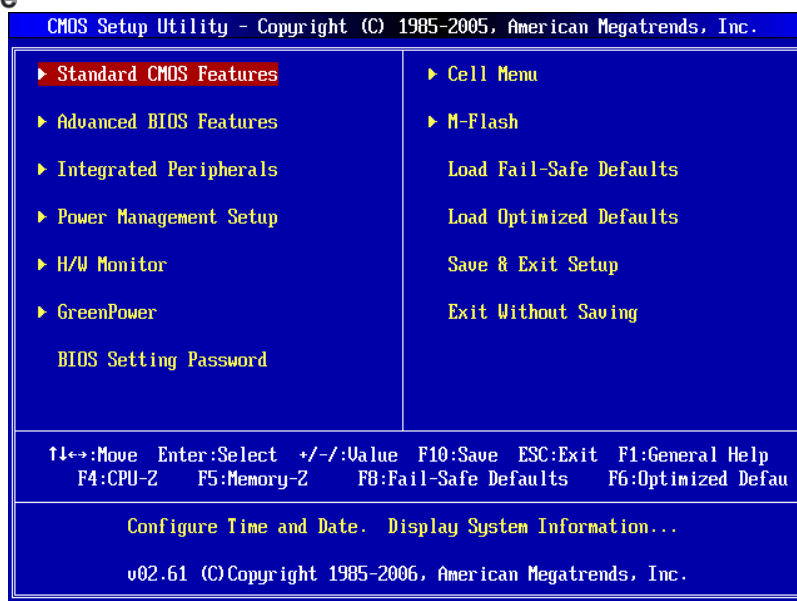 e
CMOS Setup Utility - Copyright (C) 1985-2005, American Megatrends, Inc.
Standard CMOS Features
Advanced BIOS Features
Integrated Peripherals
Power Management Setup
H/W Monitor
GreenPower
BIOS Setting Password
Cell Menu
M-Flash
Load Fail-Safe Defaults
Load Optimized Defaults
Save & Exit Setup
Exit Without Saving
↑↓←→:Move Enter:Select +/-/:Value F10:Save ESC:Exit F1:General Help
F4:CPU-Z F5:Memory-Z F8:Fail-Safe Defaults F6:Optimized Defau
Configure Time and Date. Display System Information...
v02.61 (C)Copyright 1985-2006, American Megatrends, Inc.